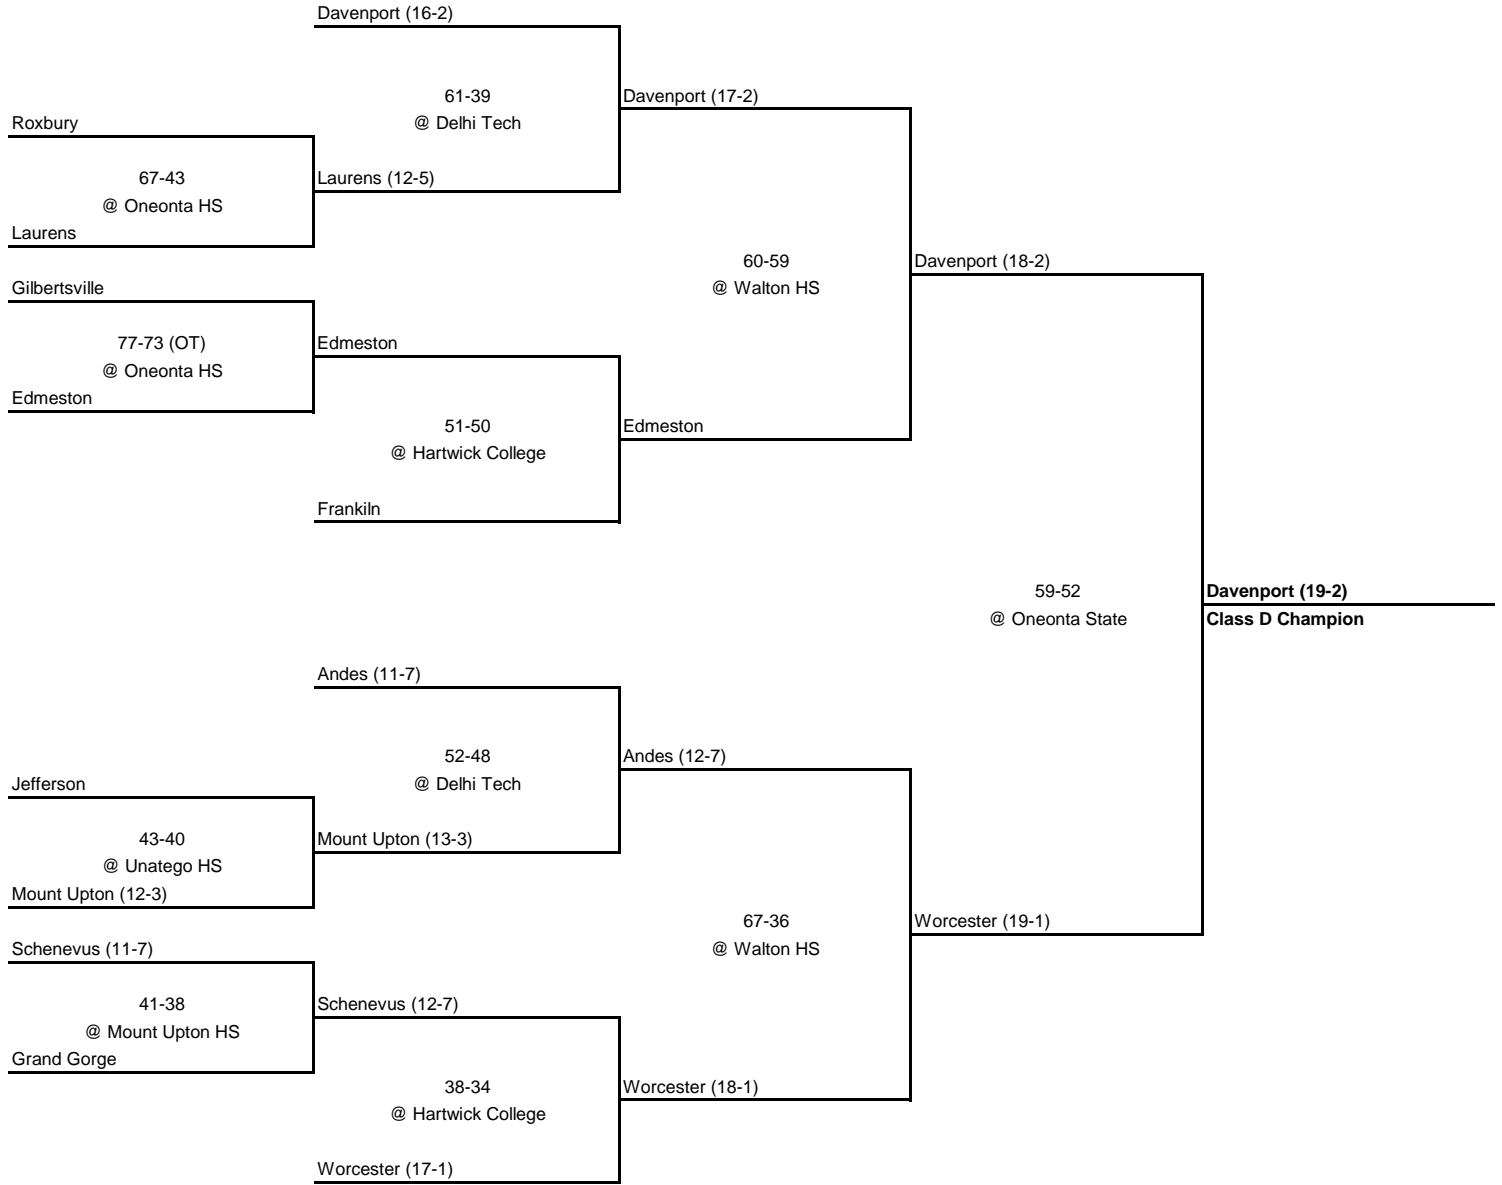 Davenport (16-2)
61-39
@ Delhi Tech
Davenport (17-2)
Roxbury
67-43
@ Oneonta HS
Laurens (12-5)
Laurens
60-59
@ Walton HS
Davenport (18-2)
Gilbertsville
77-73 (OT)
@ Oneonta HS
Edmeston
Edmeston
51-50
@ Hartwick College
Edmeston
Frankiln
59-52
@ Oneonta State
Davenport (19-2)
Class D Champion
Andes (11-7)
52-48
@ Delhi Tech
Andes (12-7)
Jefferson
43-40
@ Unatego HS
Mount Upton (13-3)
Mount Upton (12-3)
67-36
@ Walton HS
Worcester (19-1)
Schenevus (11-7)
41-38
@ Mount Upton HS
Schenevus (12-7)
Grand Gorge
38-34
@ Hartwick College
Worcester (18-1)
Worcester (17-1)